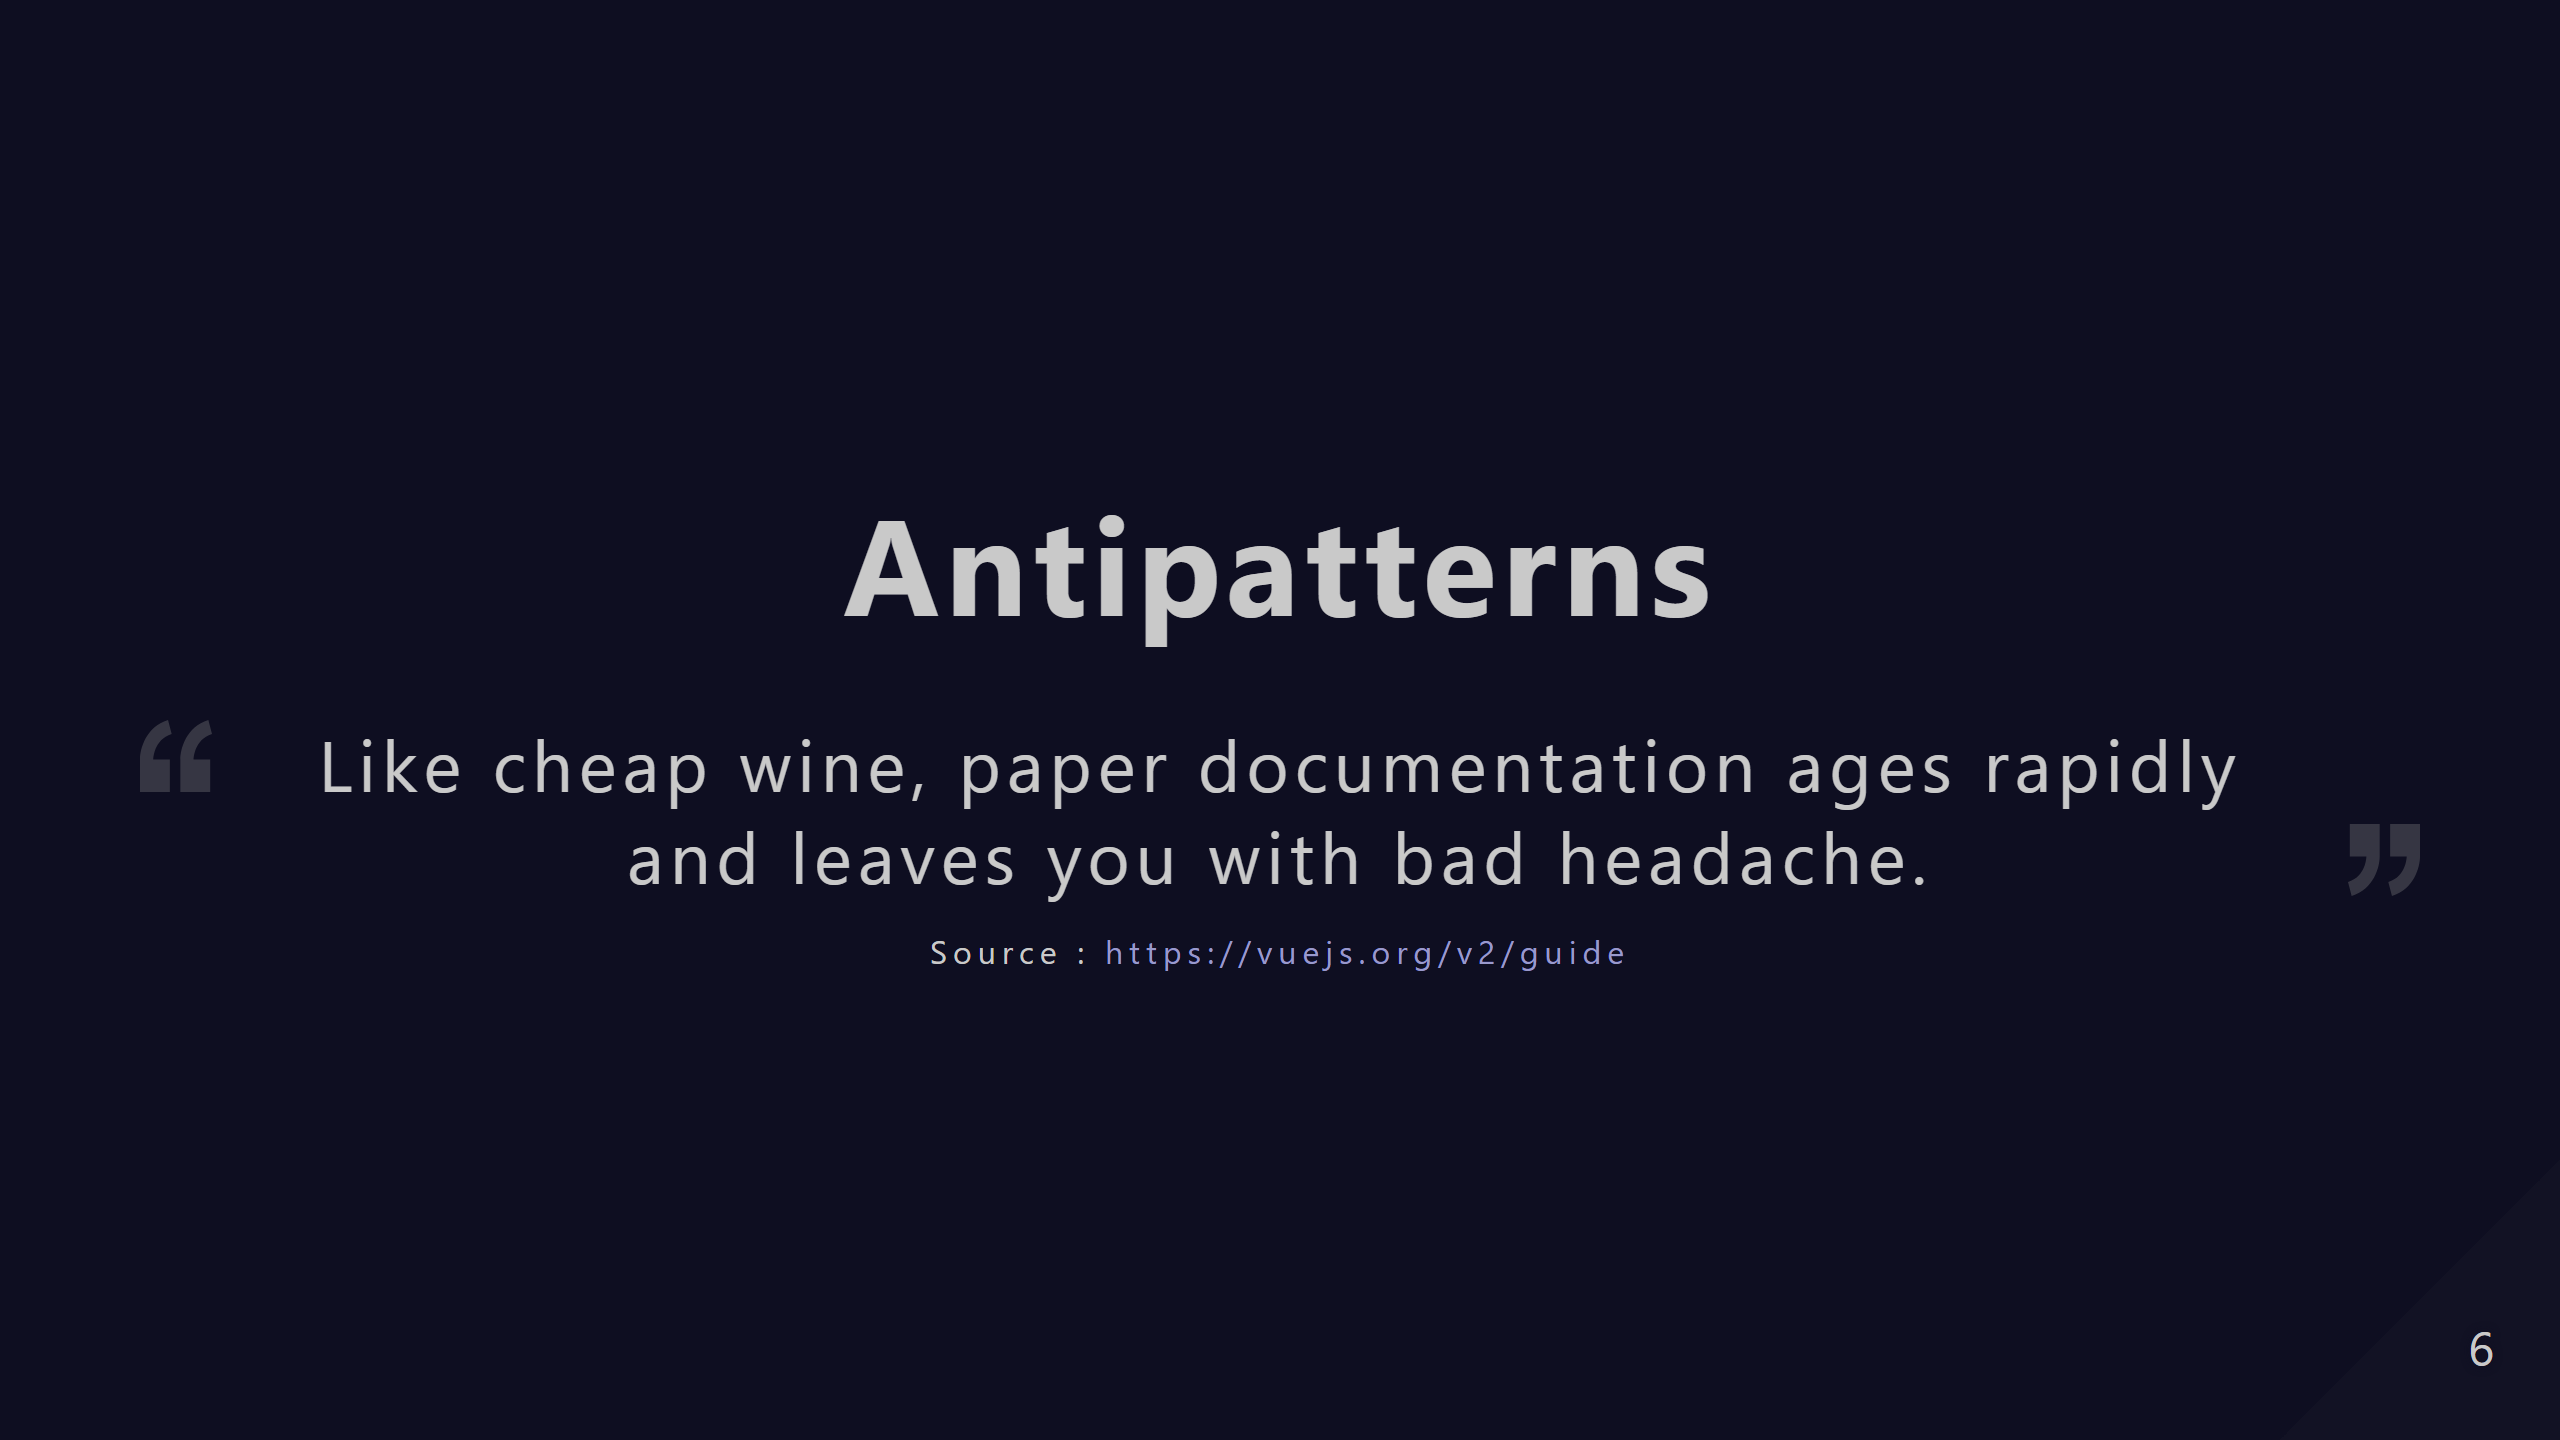 Antipatterns
“Like cheap wine, paper documentation ages rapidly
and leaves you with bad headache.”
Source : https://vuejs.org/v2/guide
6